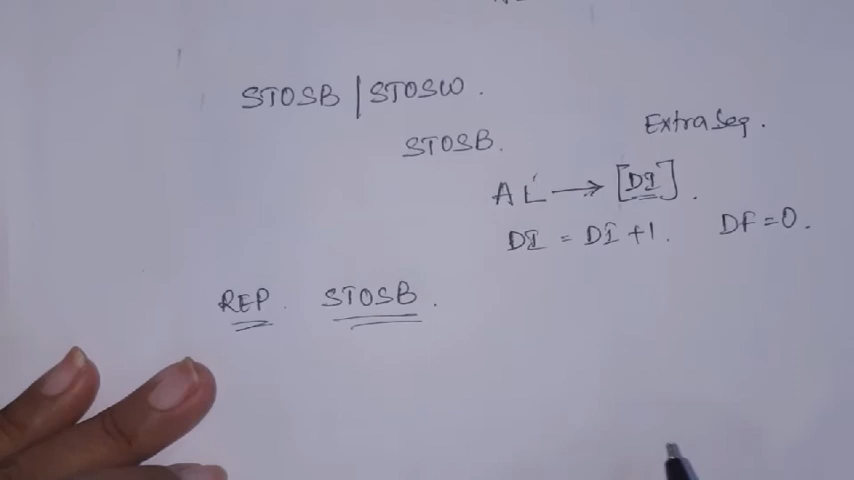 STOSB | STOSW.
Extra Seg.
STOSB.
AL → [DI].
DI = DI + 1. DF = 0.
REP. STOSB.